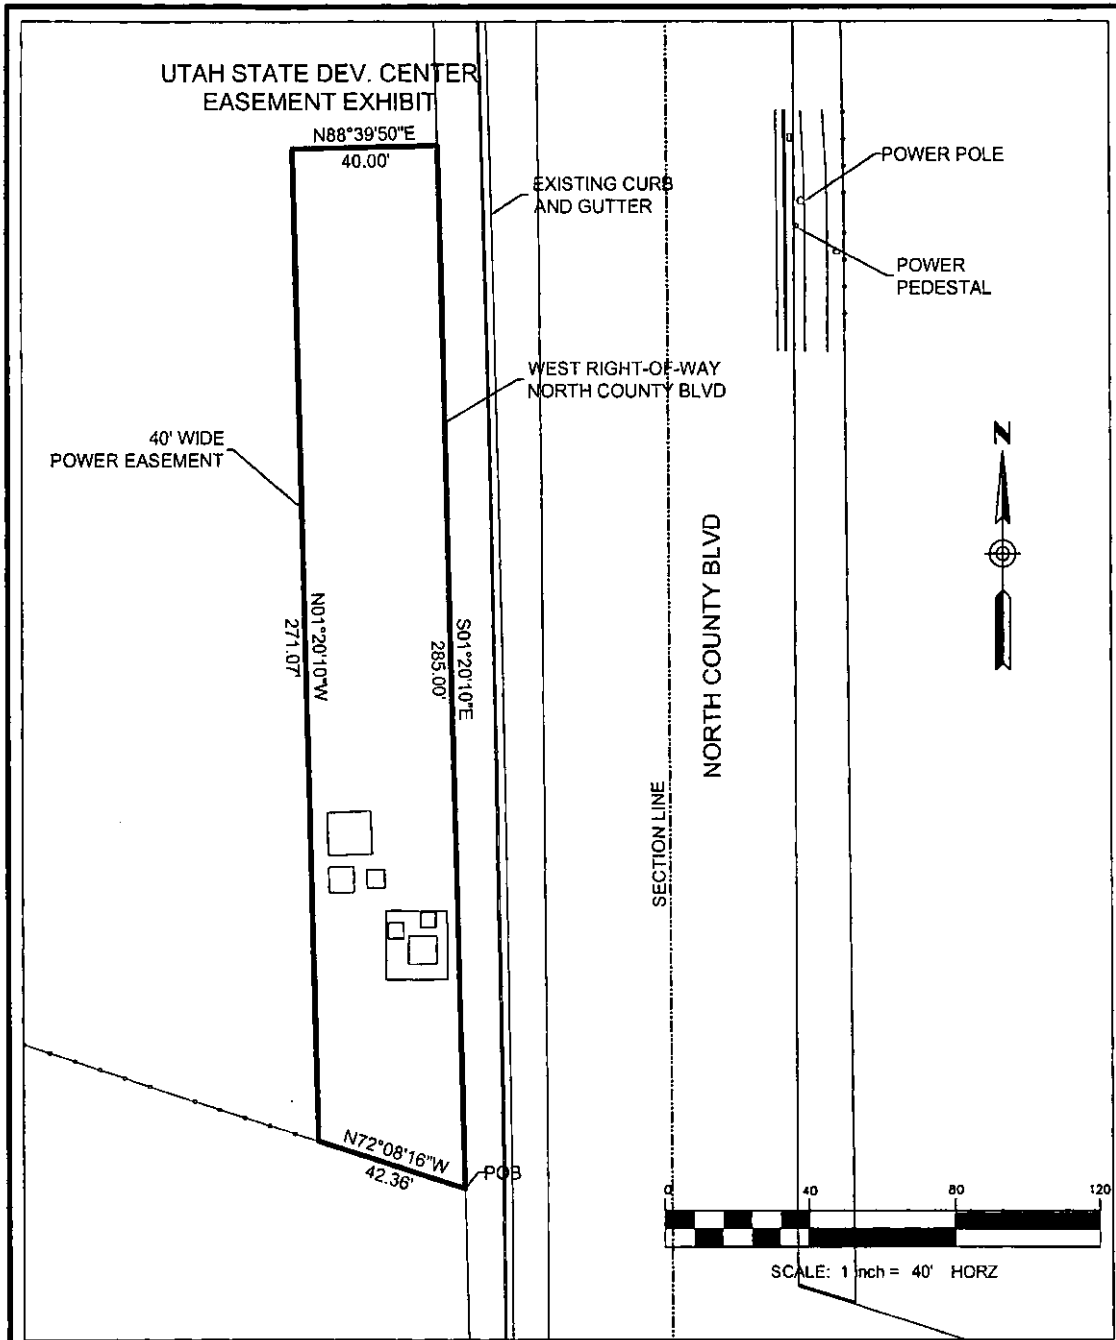 UTAH STATE DEV. CENTER
EASEMENT EXHIBIT
N88°39'50"E
40.00'
EXISTING CURB
AND GUTTER
POWER POLE
POWER
PEDESTAL
WEST RIGHT-OF-WAY
NORTH COUNTY BLVD
40' WIDE
POWER EASEMENT
N
N01°20'10"W
271.07'
S01°20'10"E
285.00'
NORTH COUNTY BLVD
SECTION LINE
N72°08'16"W
42.36'
POB
0 40 80 120
SCALE: 1 inch = 40' HORZ